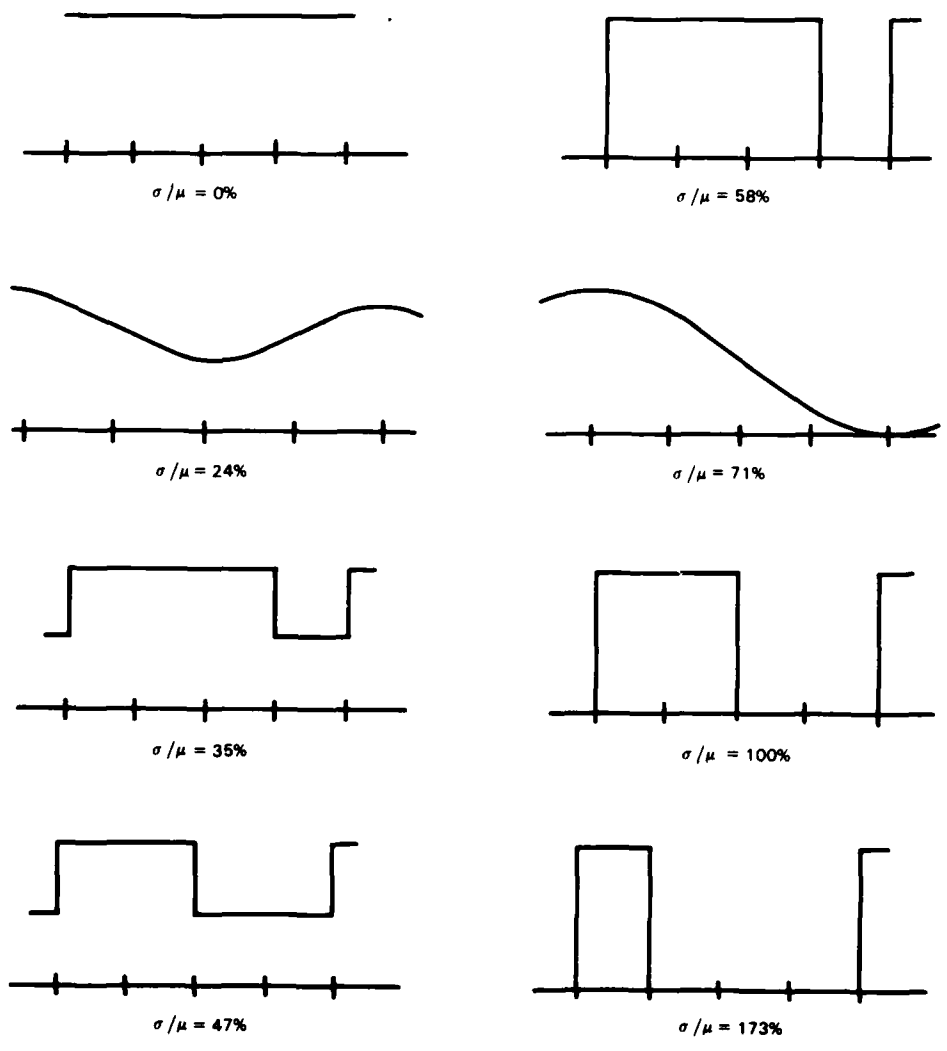 σ/μ = 0%
σ/μ = 58%
σ/μ = 24%
σ/μ = 71%
σ/μ = 35%
σ/μ = 100%
σ/μ = 47%
σ/μ = 173%